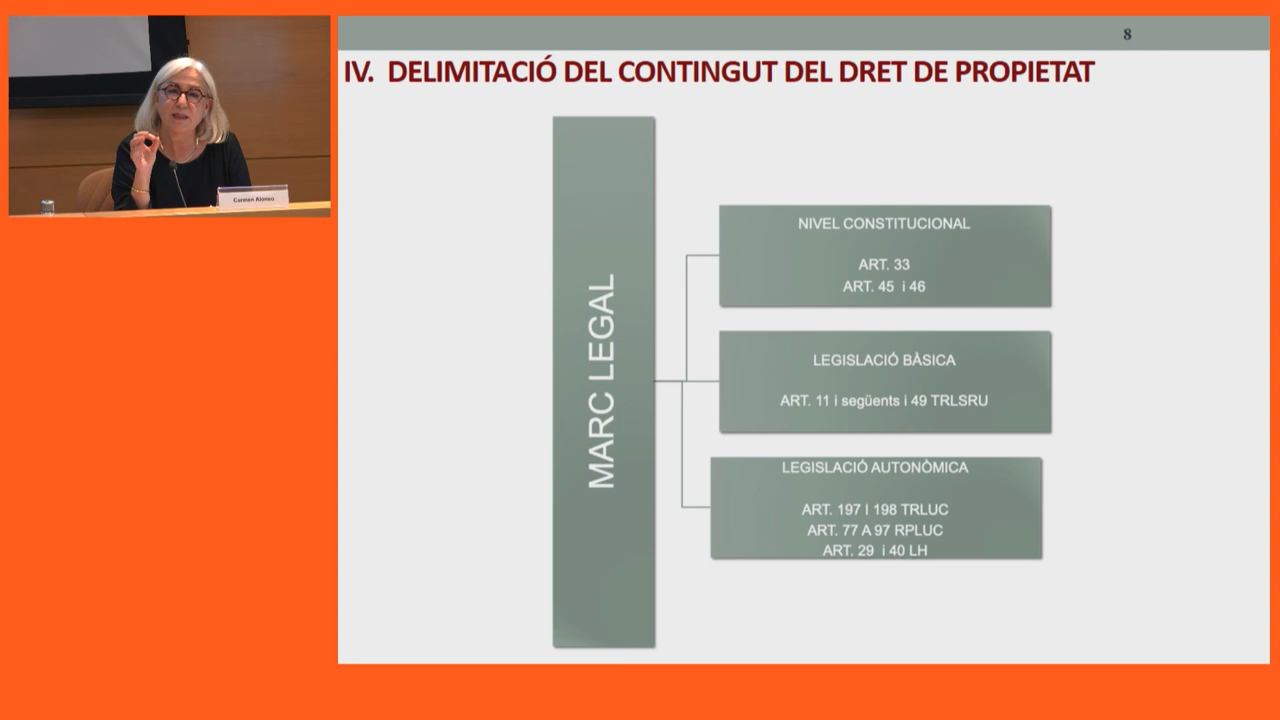 Carmen Alonso
8
IV. DELIMITACIÓ DEL CONTINGUT DEL DRET DE PROPIETAT
MARC LEGAL
NIVEL CONSTITUCIONAL
ART. 33
ART. 45 i 46
LEGISLACIÓ BÀSICA
ART. 11 i següents i 49 TRLSRU
LEGISLACIÓ AUTONÒMICA
ART. 197 I 198 TRLUC
ART. 77 A 97 RPLUC
ART. 29 i 40 LH